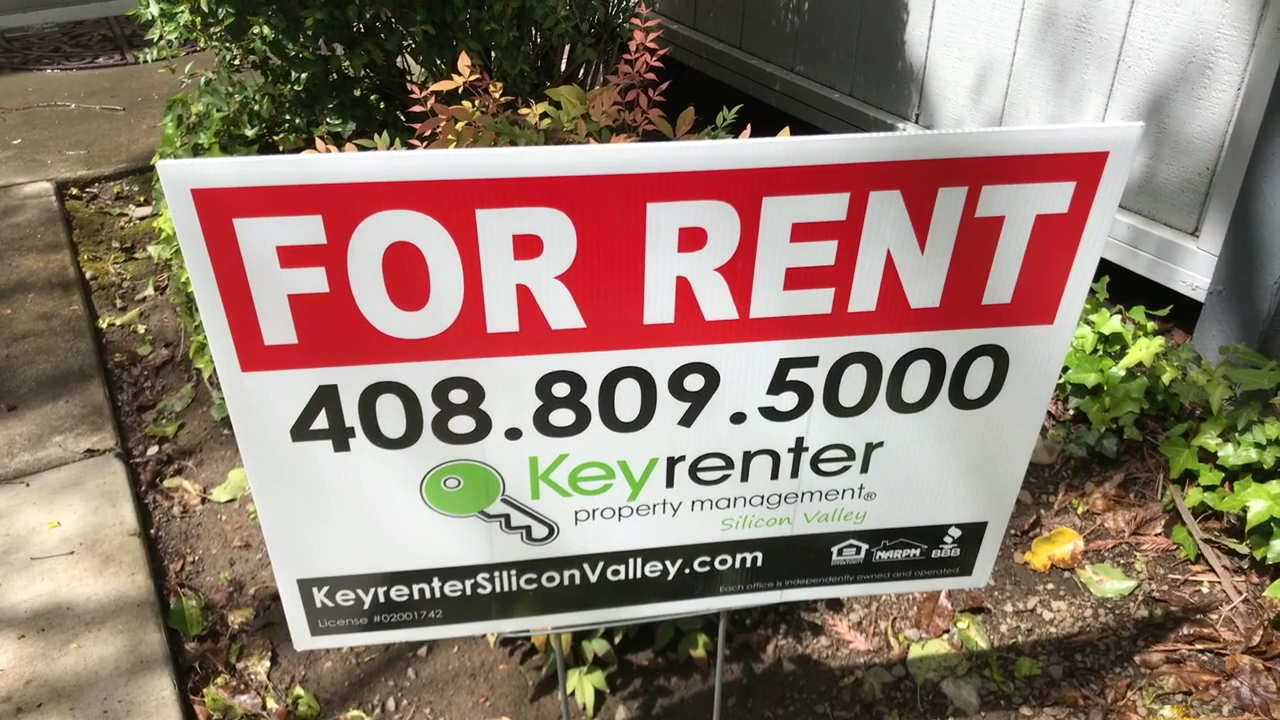 FOR RENT
408.809.5000
Keyrenter
property management®
Silicon Valley
KeyrenterSiliconValley.com
NARPM
BBB
License #02001742
Each office is independently owned and operated.